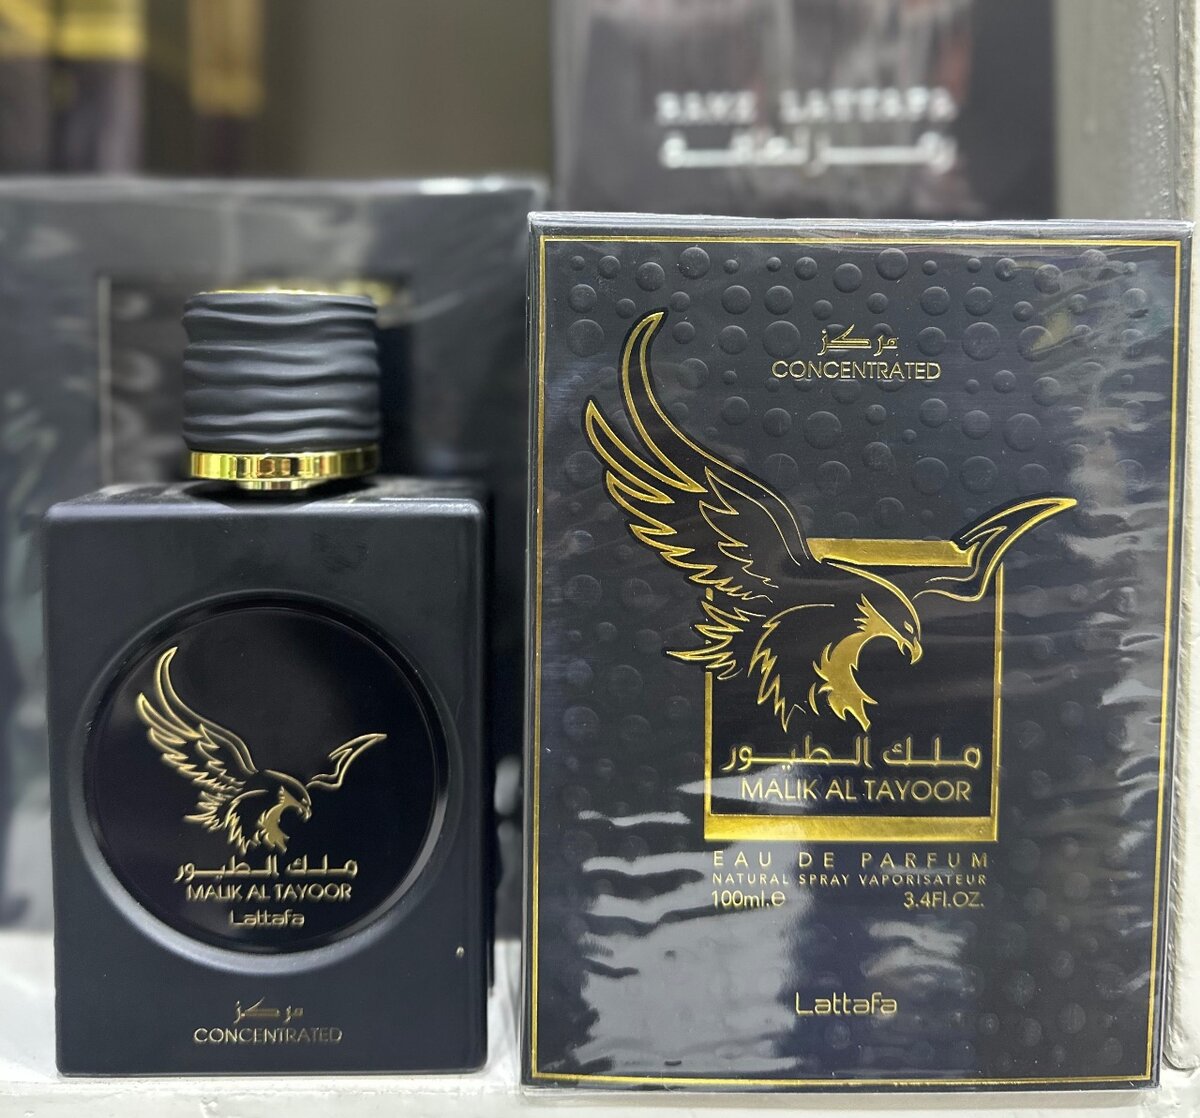 RAMZ LATTAFA
رمز لطافة
ملك الطيور
MALIK AL TAYOOR
Lattafa
مركز
CONCENTRATED
مركز
CONCENTRATED
ملك الطيور
MALIK AL TAYOOR
EAU DE PARFUM
NATURAL SPRAY VAPORISATEUR
100ml.e 3.4Fl.OZ.
Lattafa